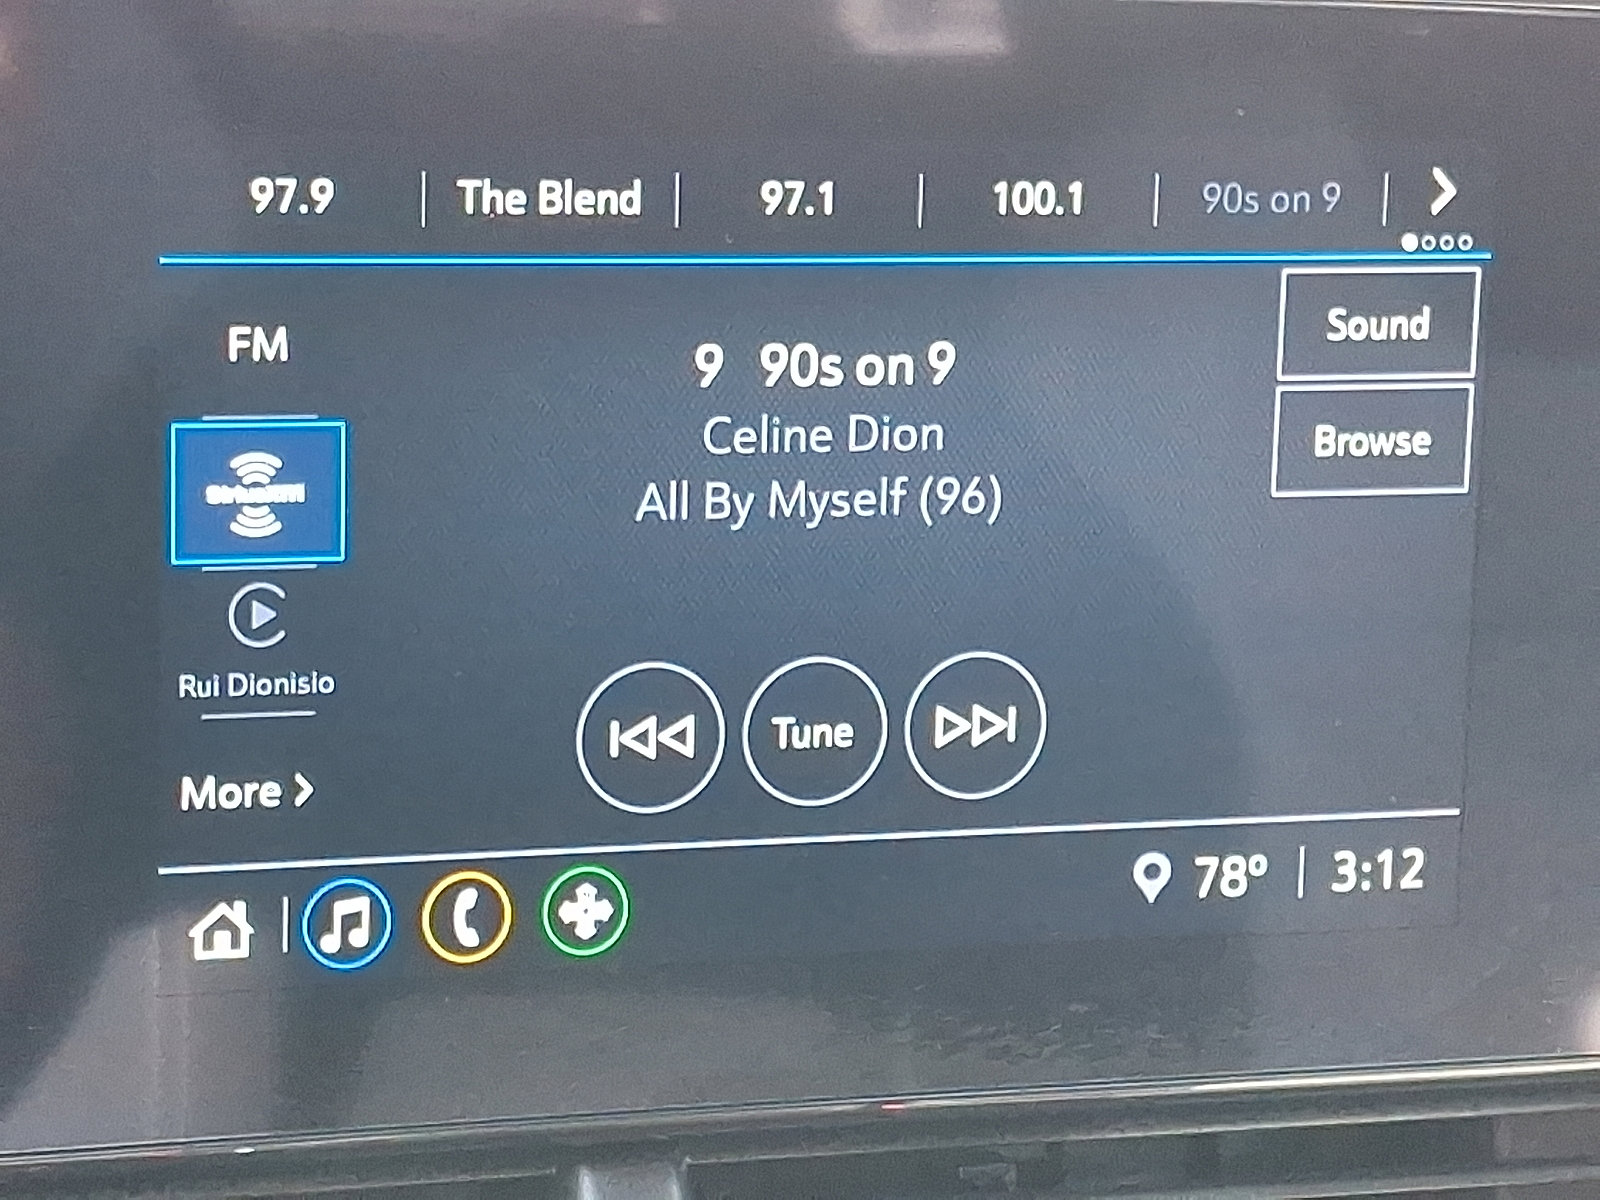 97.9 | The Blend | 97.1 | 100.1 | 90s on 9 |
FM
SiriusXM
Rui Dionisio
More >
9 90s on 9
Celine Dion
All By Myself (96)
Sound
Browse
Tune
78° | 3:12